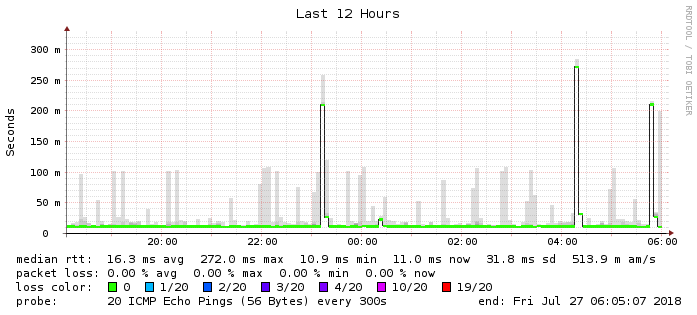 Last 12 Hours
RRDTOOL / TOBI OETIKER
Seconds
300 m
250 m
200 m
150 m
100 m
50 m
0
20:00 22:00 00:00 02:00 04:00 06:00
median rtt: 16.3 ms avg 272.0 ms max 10.9 ms min 11.0 ms now 31.8 ms sd 513.9 m am/s
packet loss: 0.00 % avg 0.00 % max 0.00 % min 0.00 % now
loss color: 0 1/20 2/20 3/20 4/20 10/20 19/20
probe: 20 ICMP Echo Pings (56 Bytes) every 300s end: Fri Jul 27 06:05:07 2018